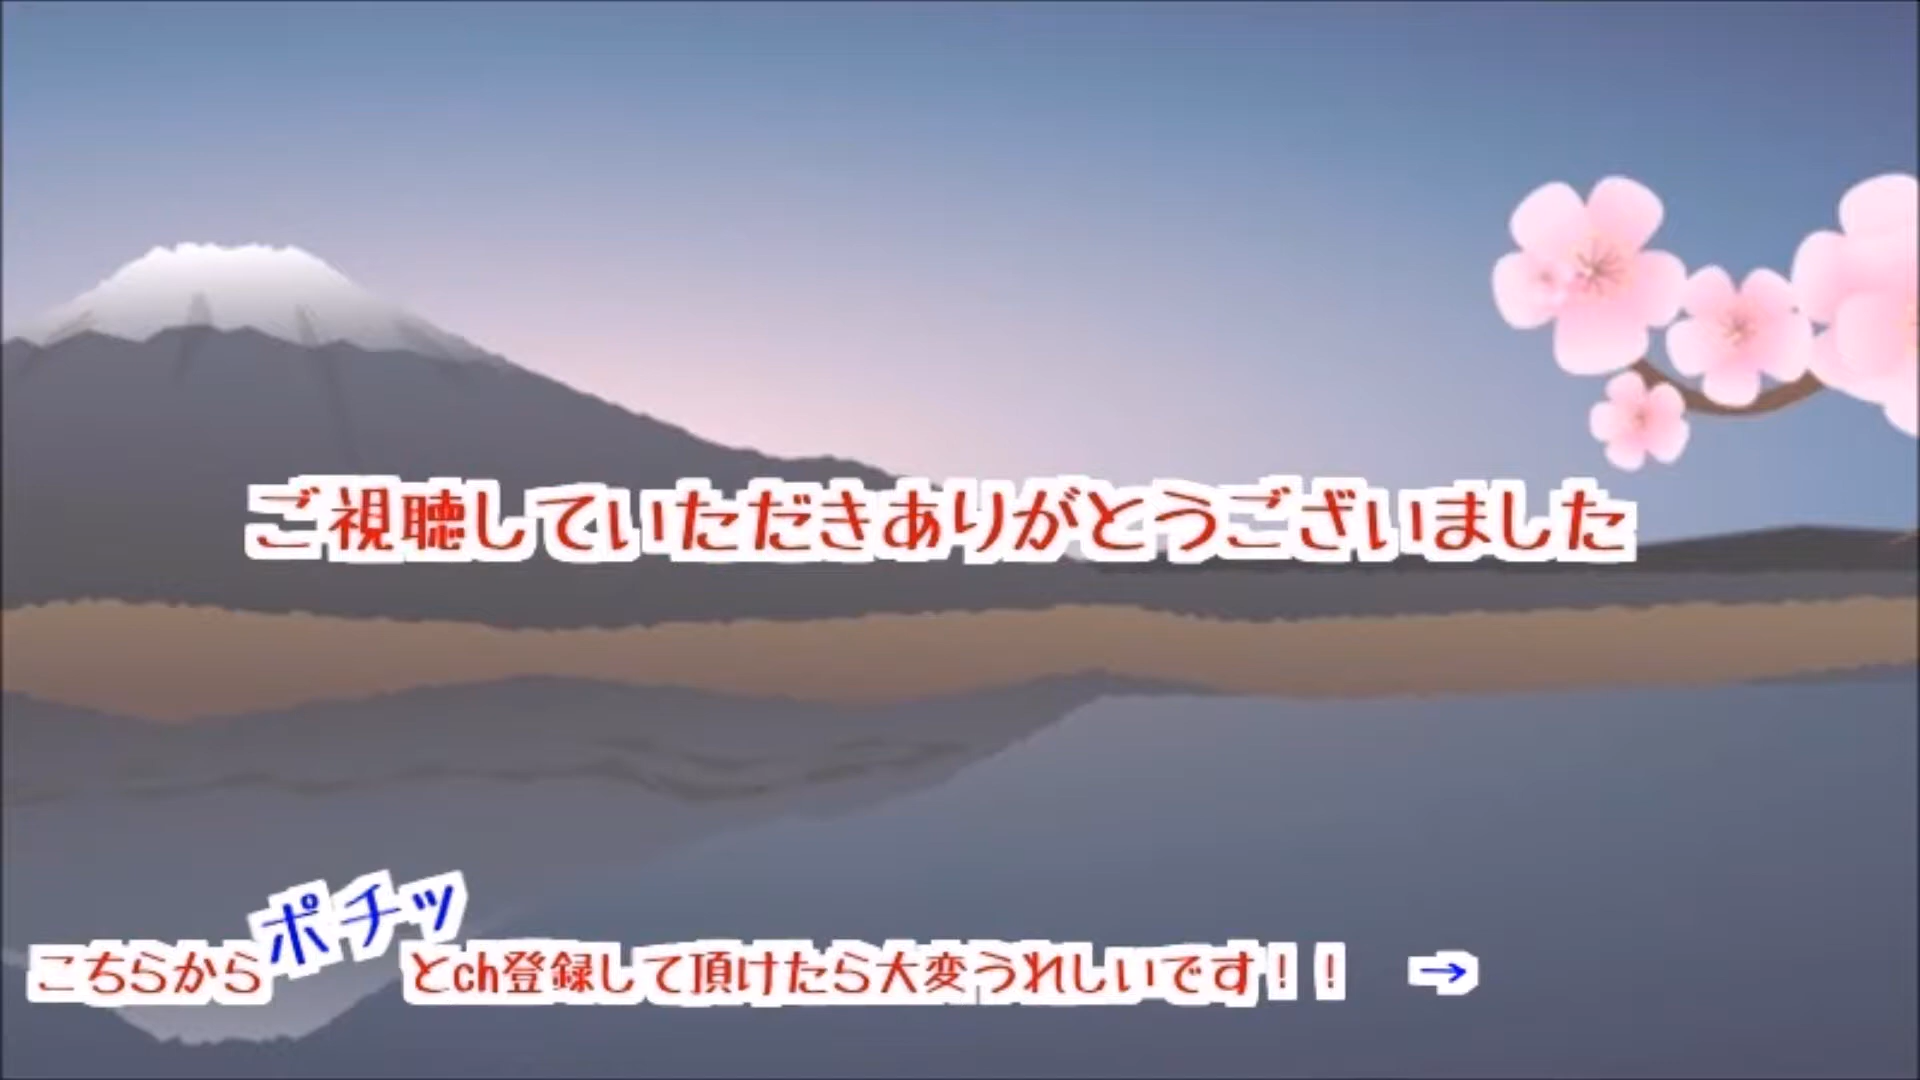 ご視聴していただきありがとうございました
こちらからポチッとch登録して頂けたら大変うれしいです！！ →